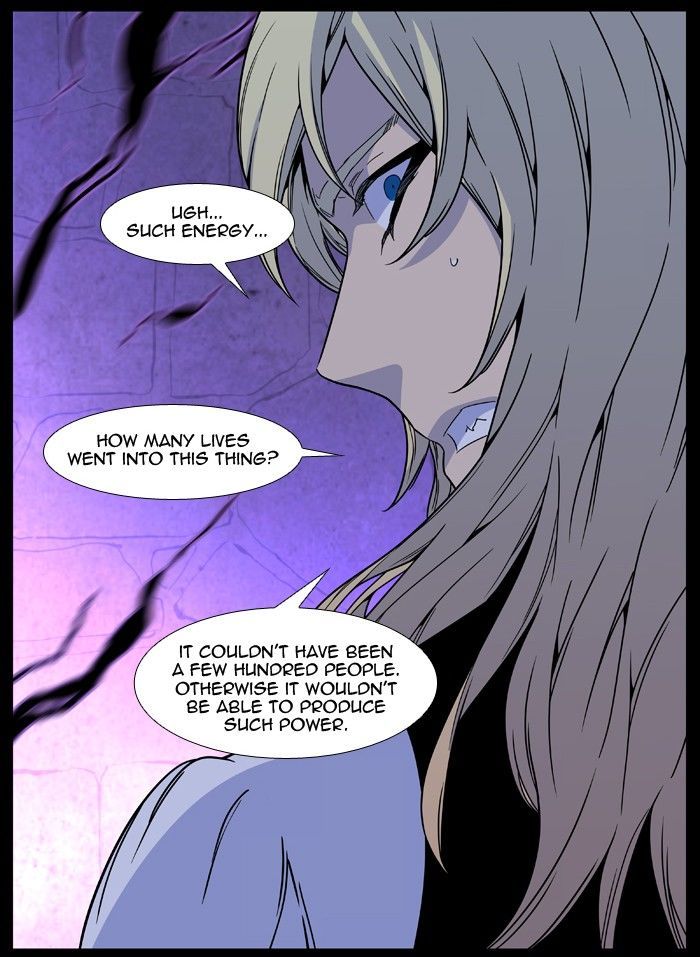 UGH...
SUCH ENERGY...
HOW MANY LIVES
WENT INTO THIS THING?
IT COULDN'T HAVE BEEN
A FEW HUNDRED PEOPLE.
OTHERWISE IT WOULDN'T
BE ABLE TO PRODUCE
SUCH POWER.